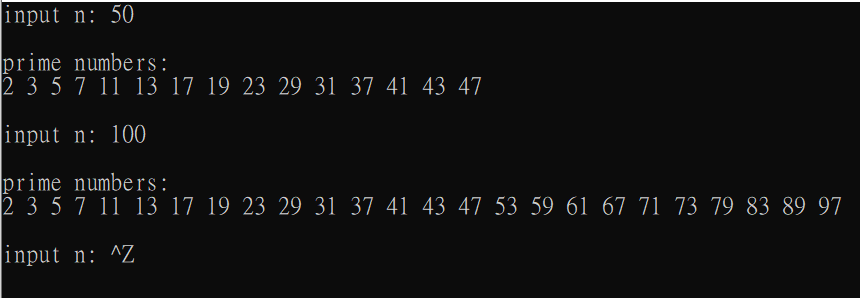 input n: 50
prime numbers:
2 3 5 7 11 13 17 19 23 29 31 37 41 43 47
input n: 100
prime numbers:
2 3 5 7 11 13 17 19 23 29 31 37 41 43 47 53 59 61 67 71 73 79 83 89 97
input n: ^Z